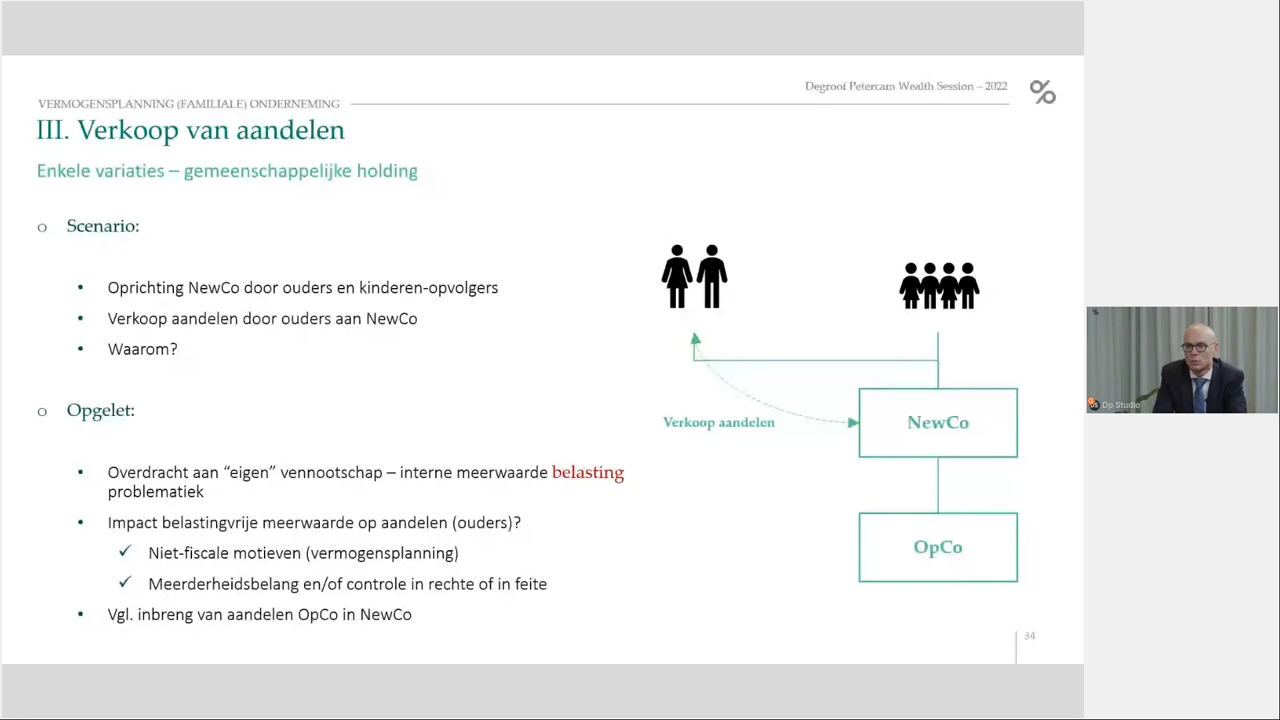 Degroof Petercam Wealth Session – 2022
VERMOGENSPLANNING (FAMILIALE) ONDERNEMING
III. Verkoop van aandelen
Enkele variaties – gemeenschappelijke holding
o Scenario:
• Oprichting NewCo door ouders en kinderen-opvolgers
• Verkoop aandelen door ouders aan NewCo
• Waarom?
o Opgelet:
• Overdracht aan “eigen” vennootschap – interne meerwaarde belasting
problematiek
• Impact belastingvrije meerwaarde op aandelen (ouders)?
✓ Niet-fiscale motieven (vermogensplanning)
✓ Meerderheidsbelang en/of controle in rechte of in feite
• Vgl. inbreng van aandelen OpCo in NewCo
Verkoop aandelen
NewCo
OpCo
34
Dp Studio